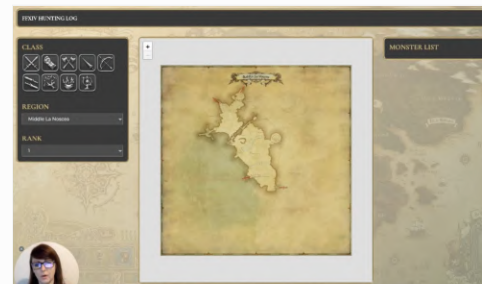 FFXIV HUNTING LOG
CLASS
REGION
Middle La Noscea
RANK
1
+
-
MONSTER LIST